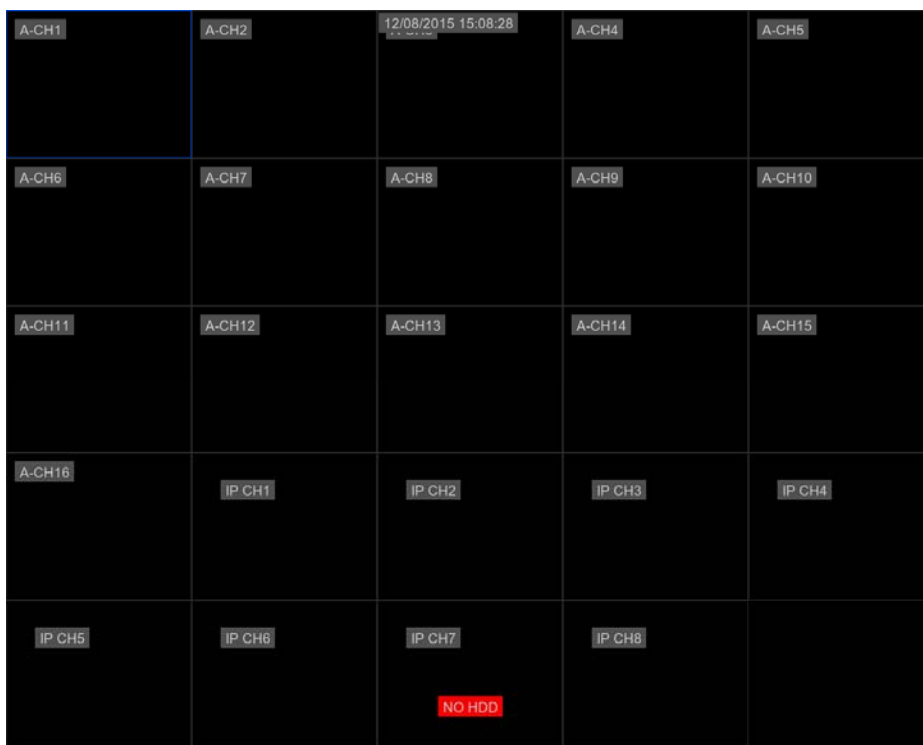 A-CH1
A-CH2
12/08/2015 15:08:28
A-CH4
A-CH5
A-CH6
A-CH7
A-CH8
A-CH9
A-CH10
A-CH11
A-CH12
A-CH13
A-CH14
A-CH15
A-CH16
IP CH1
IP CH2
IP CH3
IP CH4
IP CH5
IP CH6
IP CH7
IP CH8
NO HDD